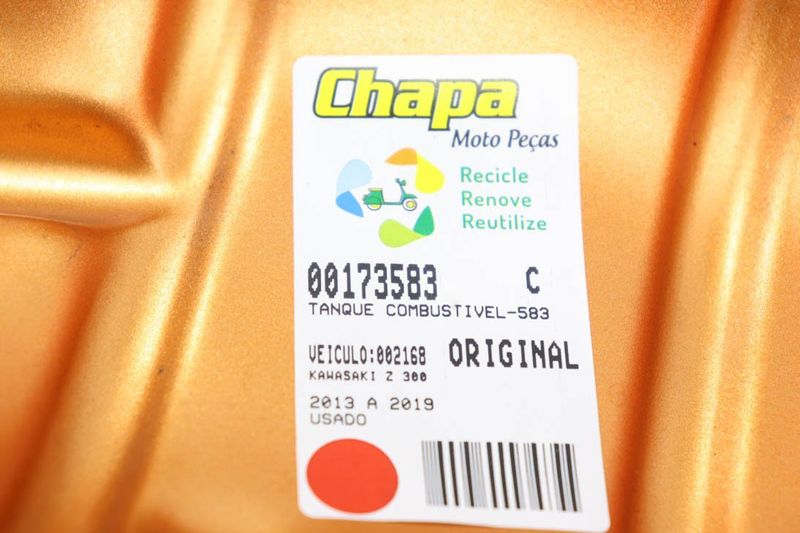 Chapa
Moto Peças
Recicle
Renove
Reutilize
00173583 C
TANQUE COMBUSTIVEL-583
VEICULO:002168 ORIGINAL
KAWASAKI Z 300
2013 A 2019
USADO